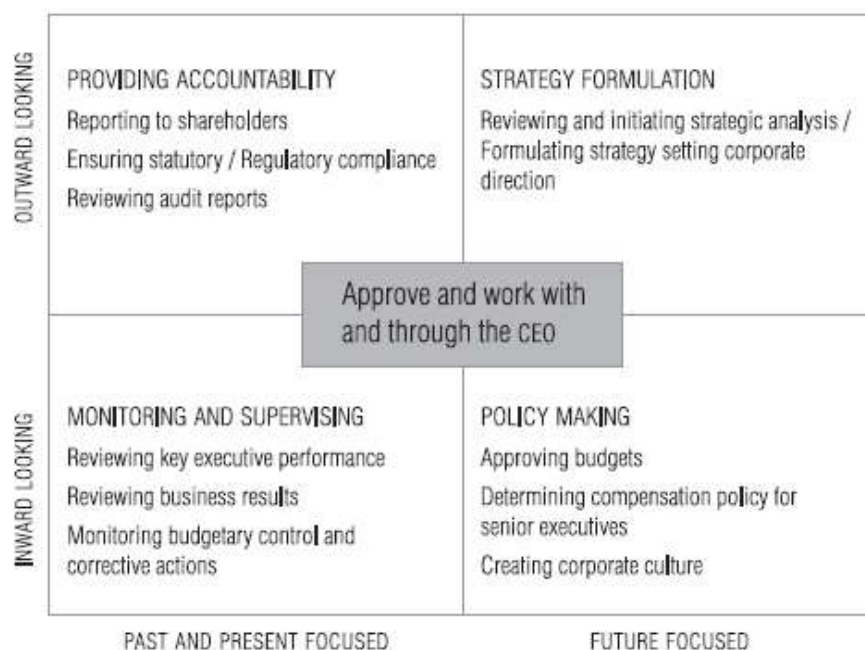 OUTWARD LOOKING
PROVIDING ACCOUNTABILITY
Reporting to shareholders
Ensuring statutory / Regulatory compliance
Reviewing audit reports
STRATEGY FORMULATION
Reviewing and initiating strategic analysis /
Formulating strategy setting corporate
direction
Approve and work with
and through the CEO
INWARD LOOKING
MONITORING AND SUPERVISING
Reviewing key executive performance
Reviewing business results
Monitoring budgetary control and
corrective actions
POLICY MAKING
Approving budgets
Determining compensation policy for
senior executives
Creating corporate culture
PAST AND PRESENT FOCUSED
FUTURE FOCUSED